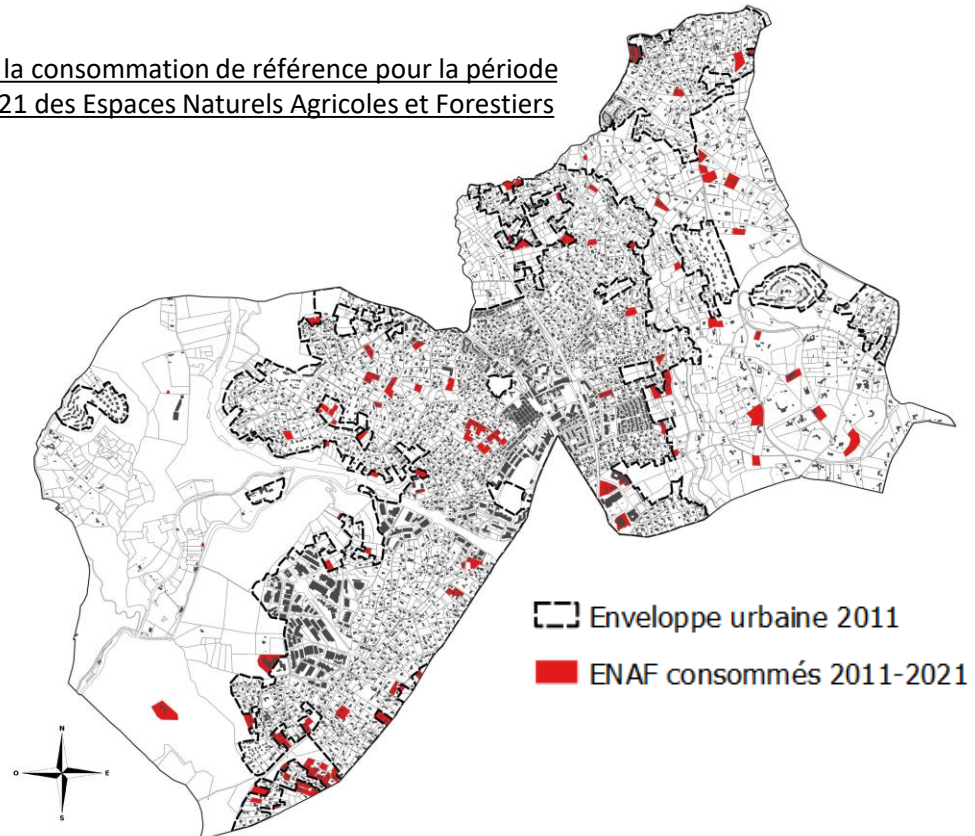 la consommation de référence pour la période
21 des Espaces Naturels Agricoles et Forestiers
Enveloppe urbaine 2011
ENAF consommés 2011-2021
N
O E
S